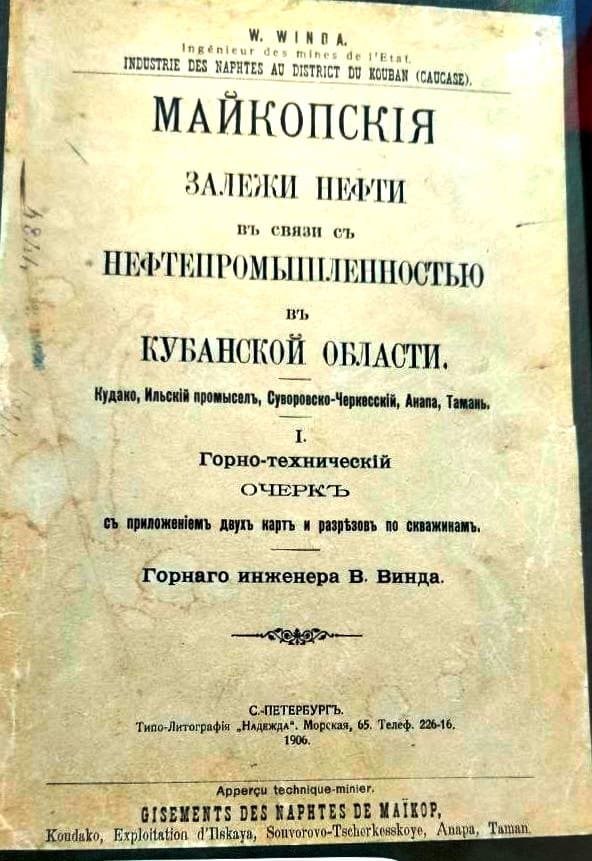 W. WINDA.
Ingénieur des mines de l'Etat.
INDUSTRIE DES NAPHTES AU DISTRICT DU KOUBAN (CAUCASE).
МАЙКОПСКІЯ
ЗАЛЕЖИ НЕФТИ
ВЪ СВЯЗИ СЪ
НЕФТЕПРОМЫШЛЕННОСТЬЮ
ВЪ
КУБАНСКОЙ ОБЛАСТИ.
Кудако, Ильскій промыселъ, Суворовско-Черкесскій, Анапа, Тамань.
I.
Горно-техническій
ОЧЕРКЪ
съ приложеніемъ двухъ картъ и разрѣзовъ по скважинамъ.
Горнаго инженера В. Винда.
С.-ПЕТЕРБУРГЪ.
Типо-Литографія „Надежда". Морская, 65. Телеф. 226-16.
1906.
Apperçu technique-minier.
GISEMENTS DES NAPHTES DE MAÏKOP,
Koudako, Exploitation d'Ilskaya, Souvorovo-Tscherkesskoye, Anapa, Taman.